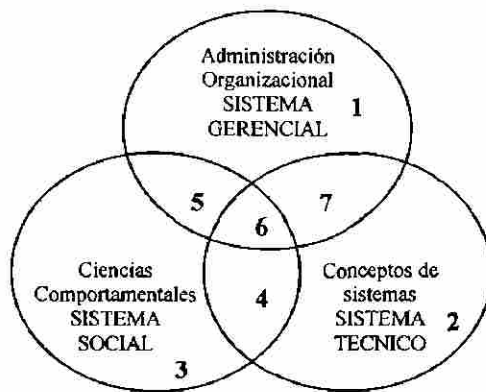 Administración
Organizacional
SISTEMA 1
GERENCIAL
5
6
7
Ciencias
Comportamentales
SISTEMA
SOCIAL
3
4
Conceptos de
sistemas
SISTEMA 2
TECNICO